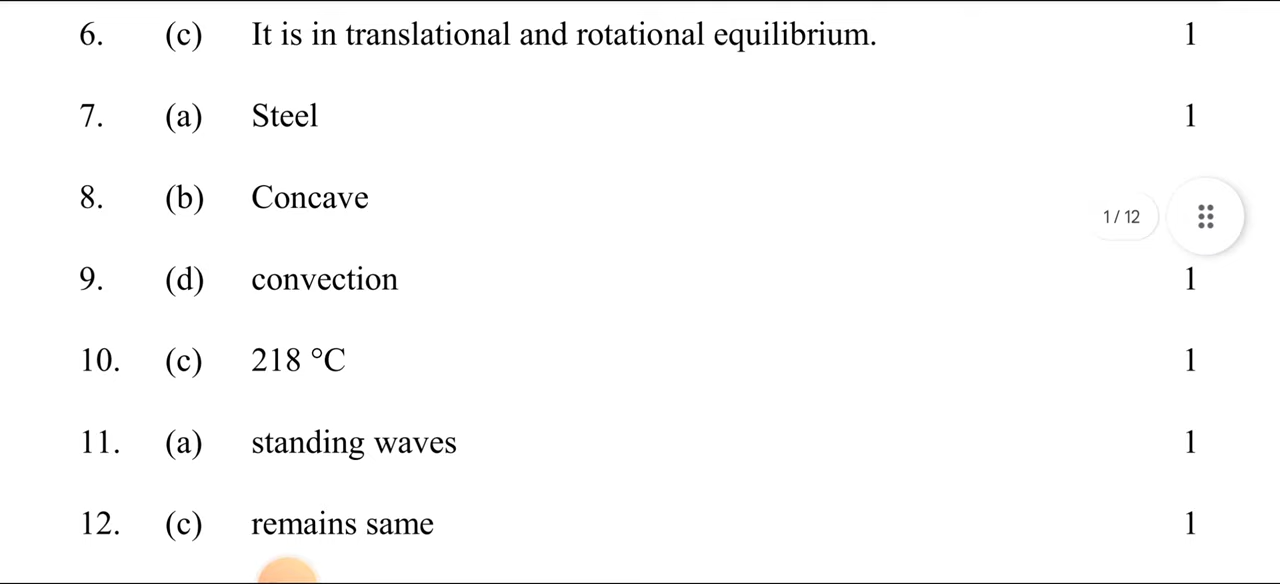 6. (c) It is in translational and rotational equilibrium. 1
7. (a) Steel 1
8. (b) Concave
1 / 12
9. (d) convection 1
10. (c) 218 °C 1
11. (a) standing waves 1
12. (c) remains same 1